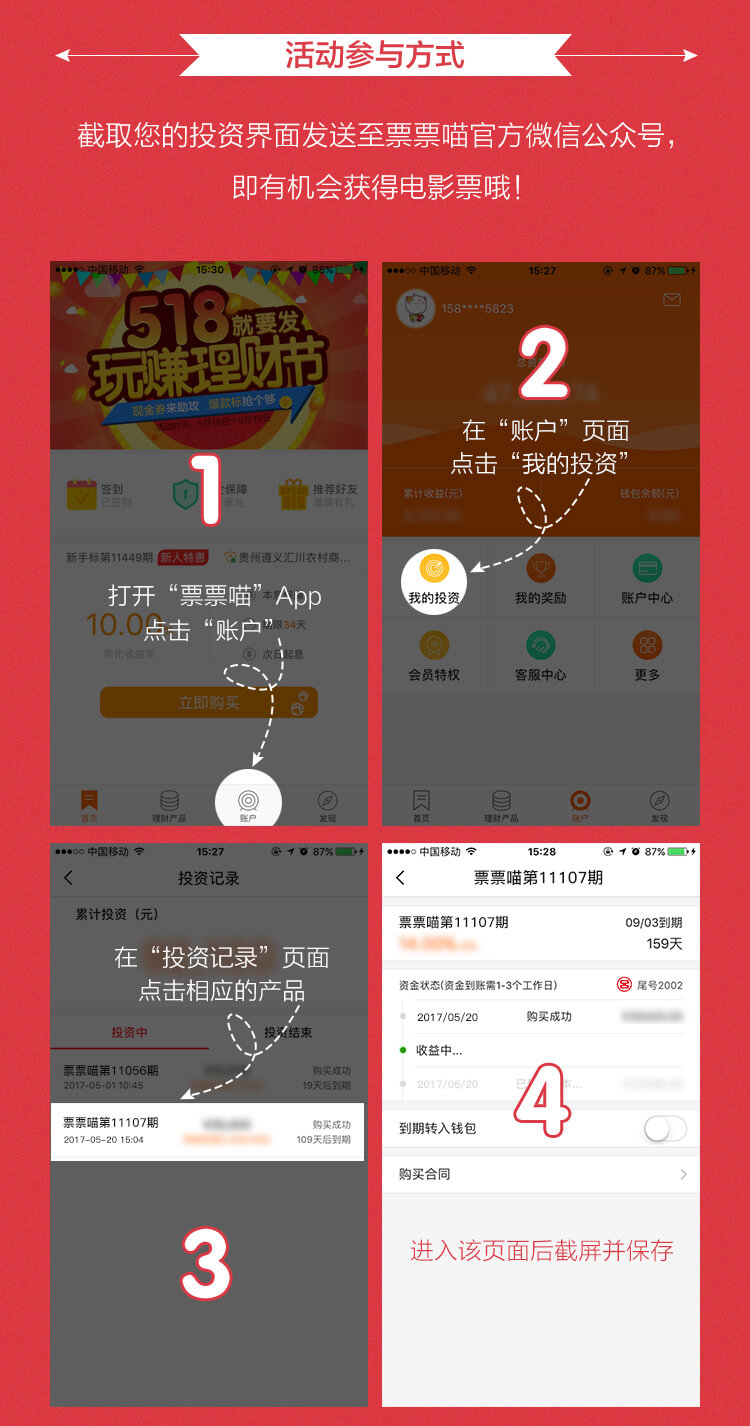 活动参与方式
截取您的投资界面发送至票票喵官方微信公众号，
即有机会获得电影票哦！
中国移动 15:30 88%
518就要发
玩赚理财节
现金券来助攻 爆款标抢个够
活动时间：5月16日—5月19日
1
签到
已签到
保障
承兑
推荐好友
邀请有礼
新手标第11449期 新人特惠 贵州遵义汇川农村商...
打开“票票喵”App
点击“账户”
10.00
34天
年化收益率
次日起息
立即购买
首页 理财产品 账户 发现
中国移动 15:27 87%
158****5823
2
在“账户”页面
点击“我的投资”
累计收益(元) 钱包余额(元)
我的投资 我的奖励 账户中心
会员特权 客服中心 更多
首页 理财产品 账户 发现
中国移动 15:27 87%
投资记录
累计投资（元）
在“投资记录”页面
点击相应的产品
投资中 投资结束
票票喵第11056期 购买成功
2017-05-01 10:45 19天后到期
票票喵第11107期 购买成功
2017-05-20 15:04 109天后到期
3
中国移动 15:28 87%
票票喵第11107期
票票喵第11107期 09/03到期
14.00% 159天
资金状态(资金到账需1-3个工作日) 尾号2002
2017/05/20 购买成功
收益中...
2017/06/20
4
到期转入钱包
购买合同
进入该页面后截屏并保存